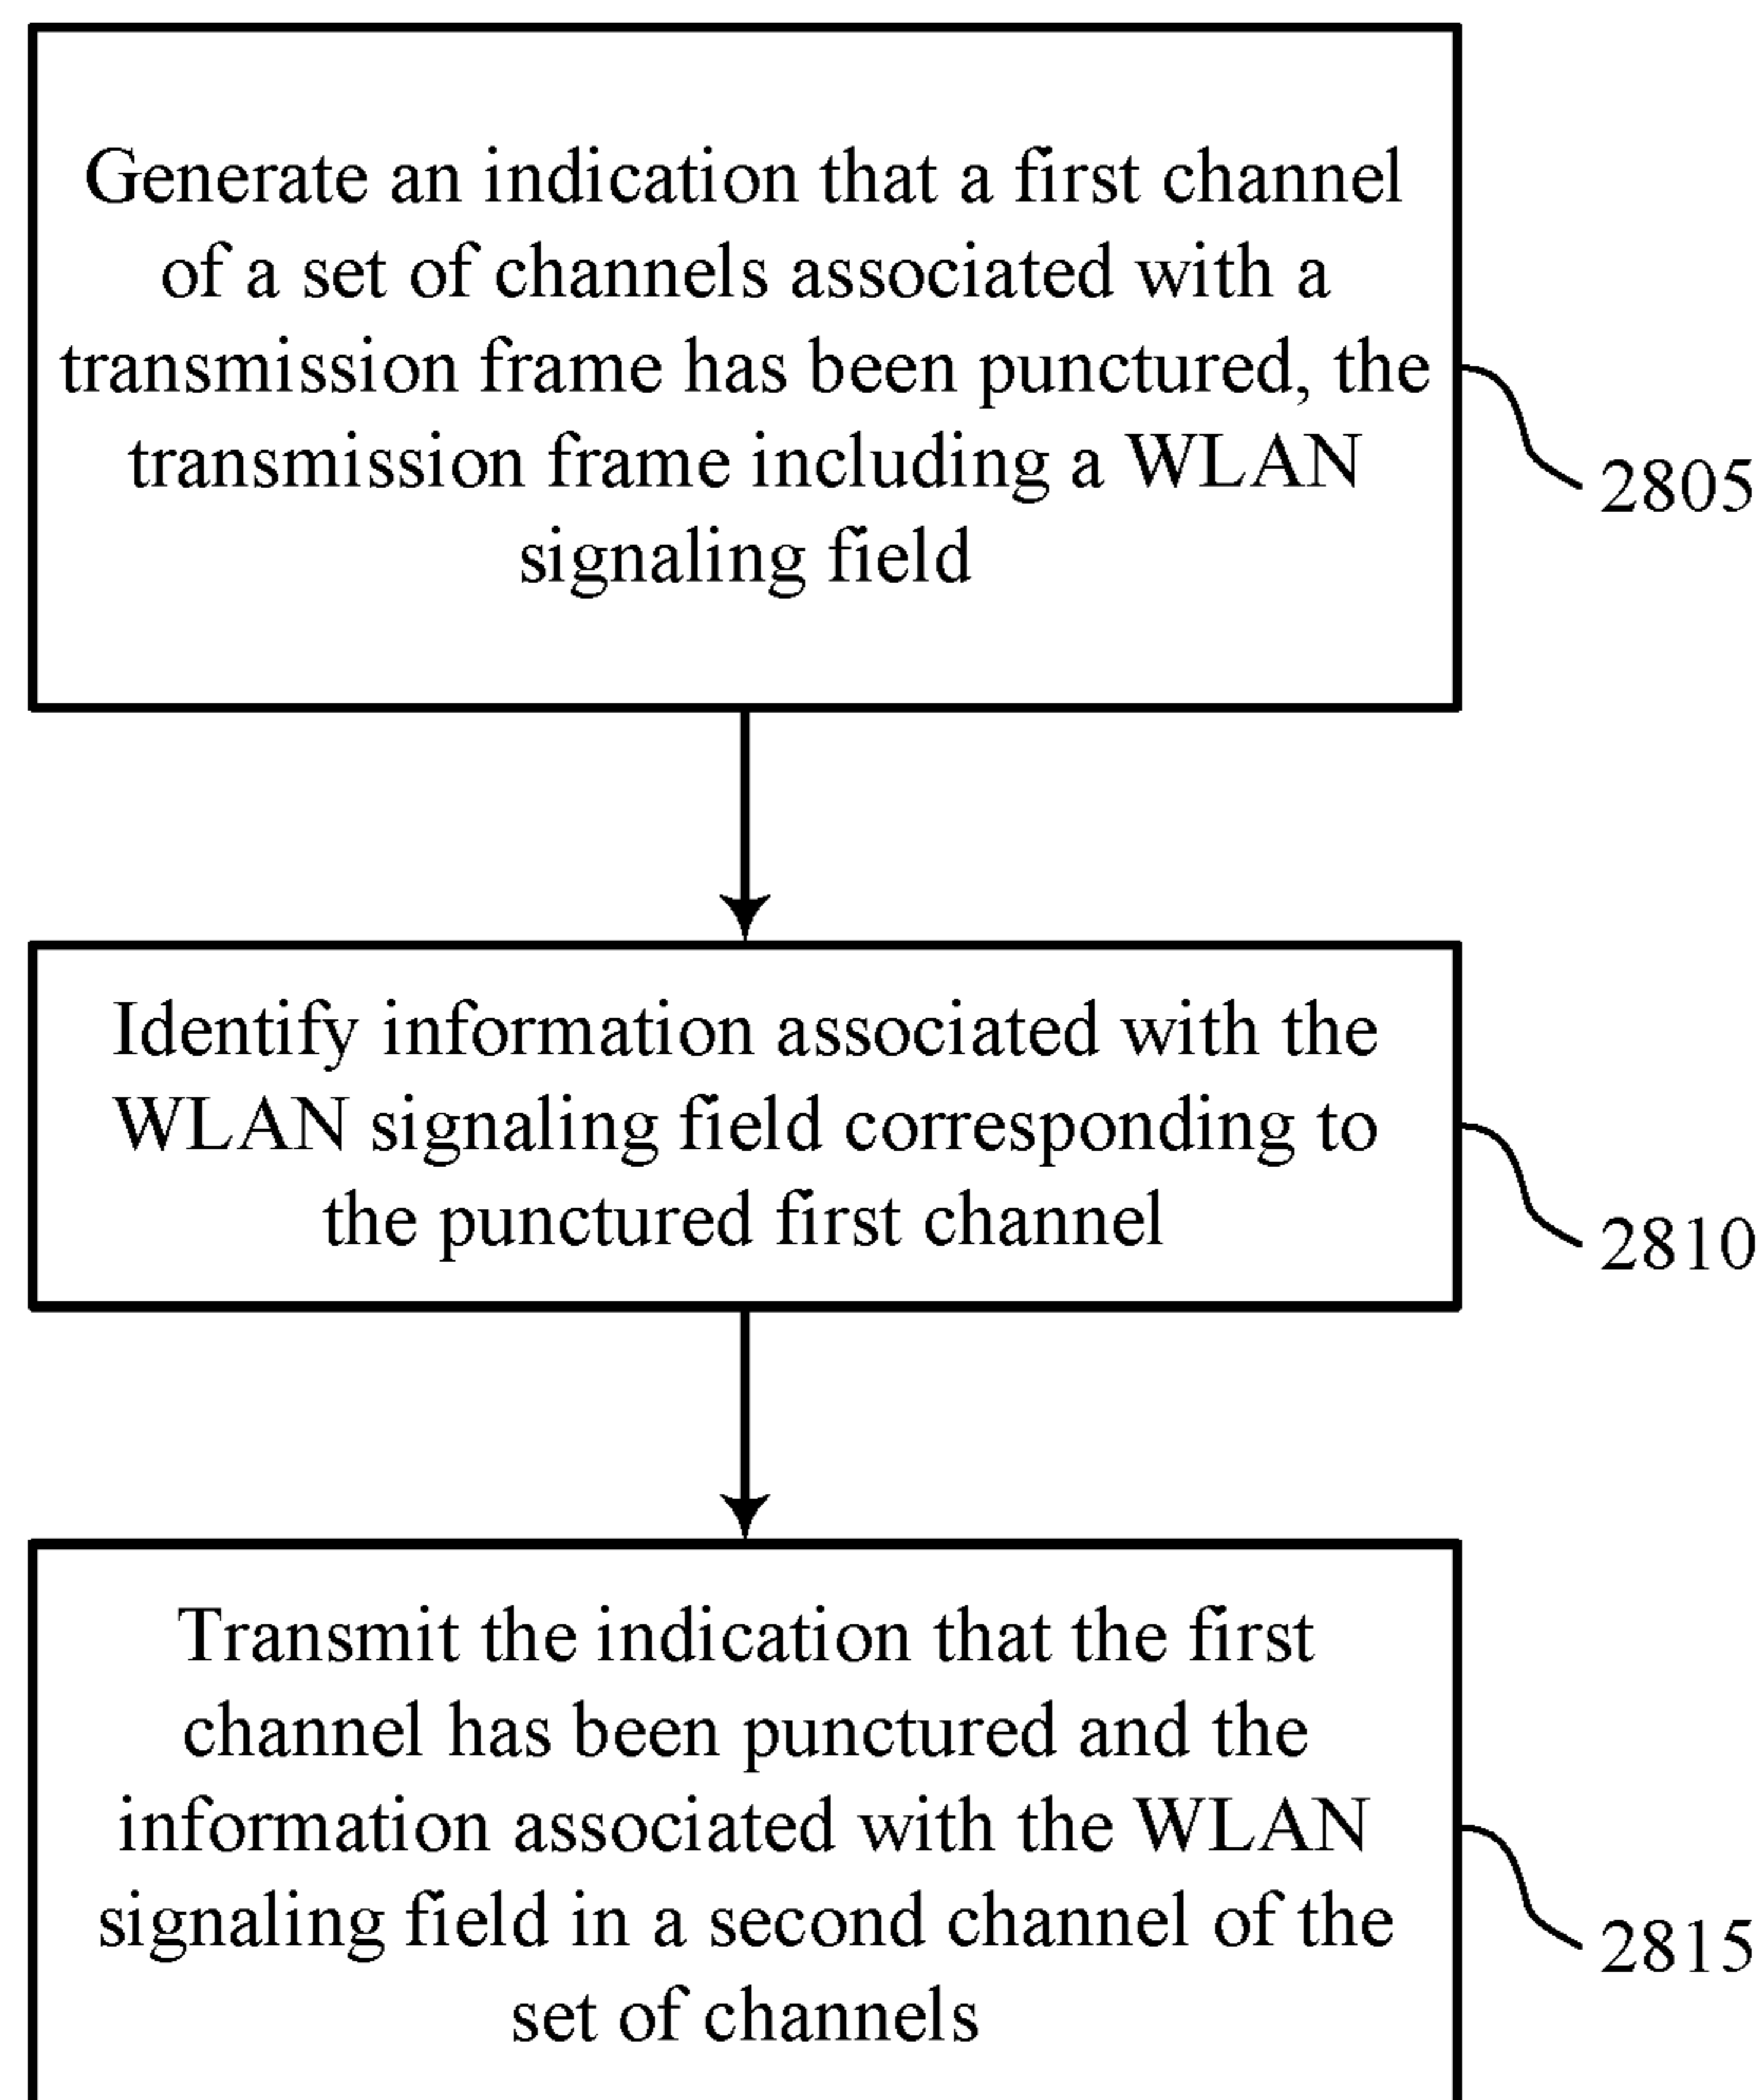 Generate an indication that a first channel
of a set of channels associated with a
transmission frame has been punctured, the
transmission frame including a WLAN
signaling field
2805
Identify information associated with the
WLAN signaling field corresponding to
the punctured first channel
2810
Transmit the indication that the first
channel has been punctured and the
information associated with the WLAN
signaling field in a second channel of the
set of channels
2815